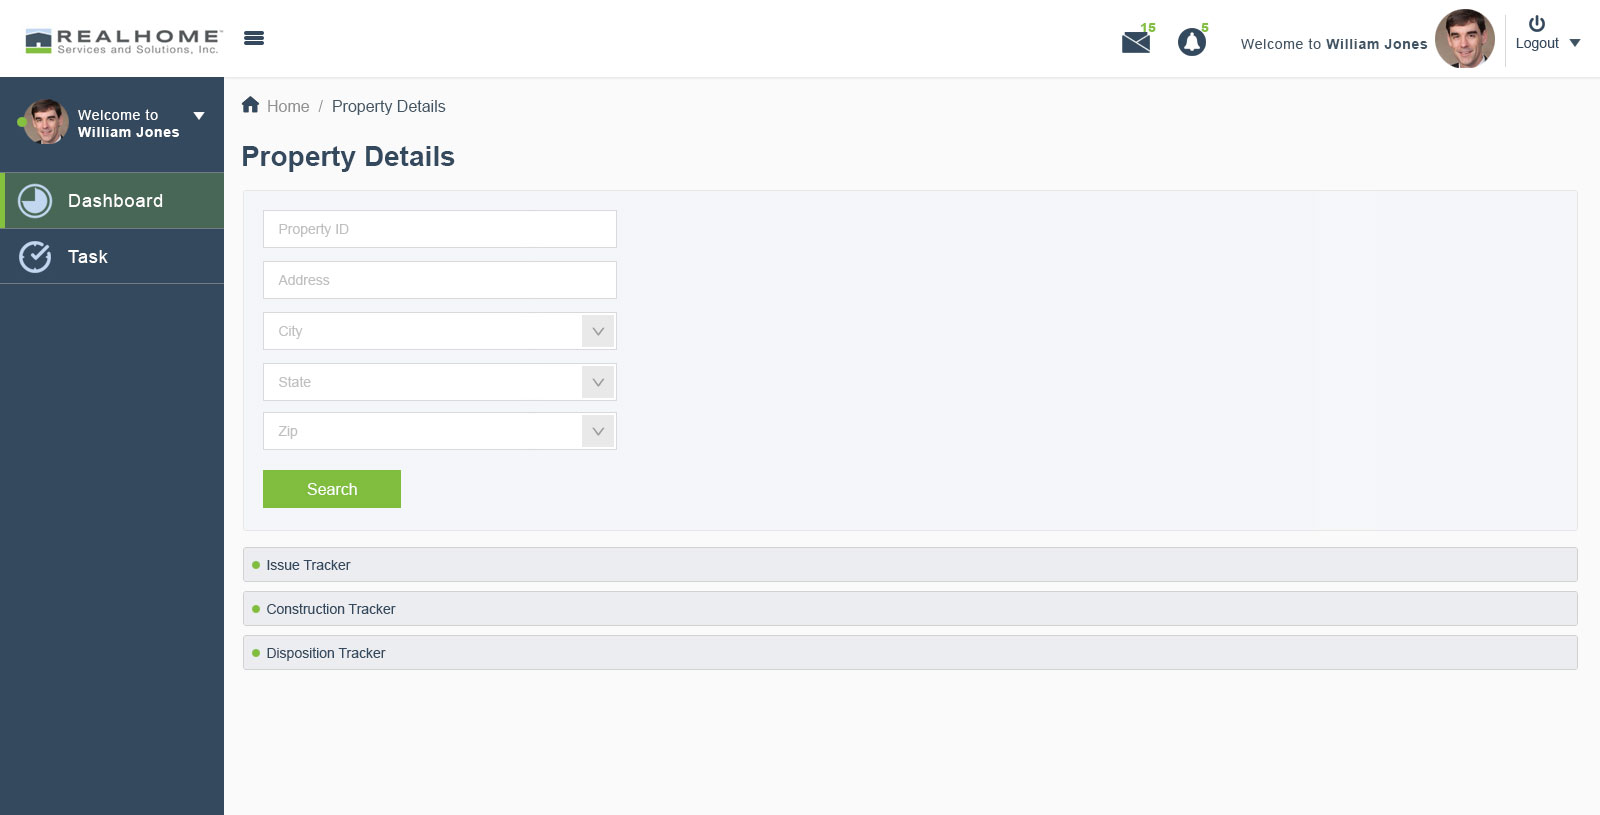 REALHOME
Services and Solutions, Inc.
15
5
Welcome to William Jones
Logout
Welcome to
William Jones
Dashboard
Task
Home / Property Details
Property Details
Property ID
Address
City
State
Zip
Search
Issue Tracker
Construction Tracker
Disposition Tracker